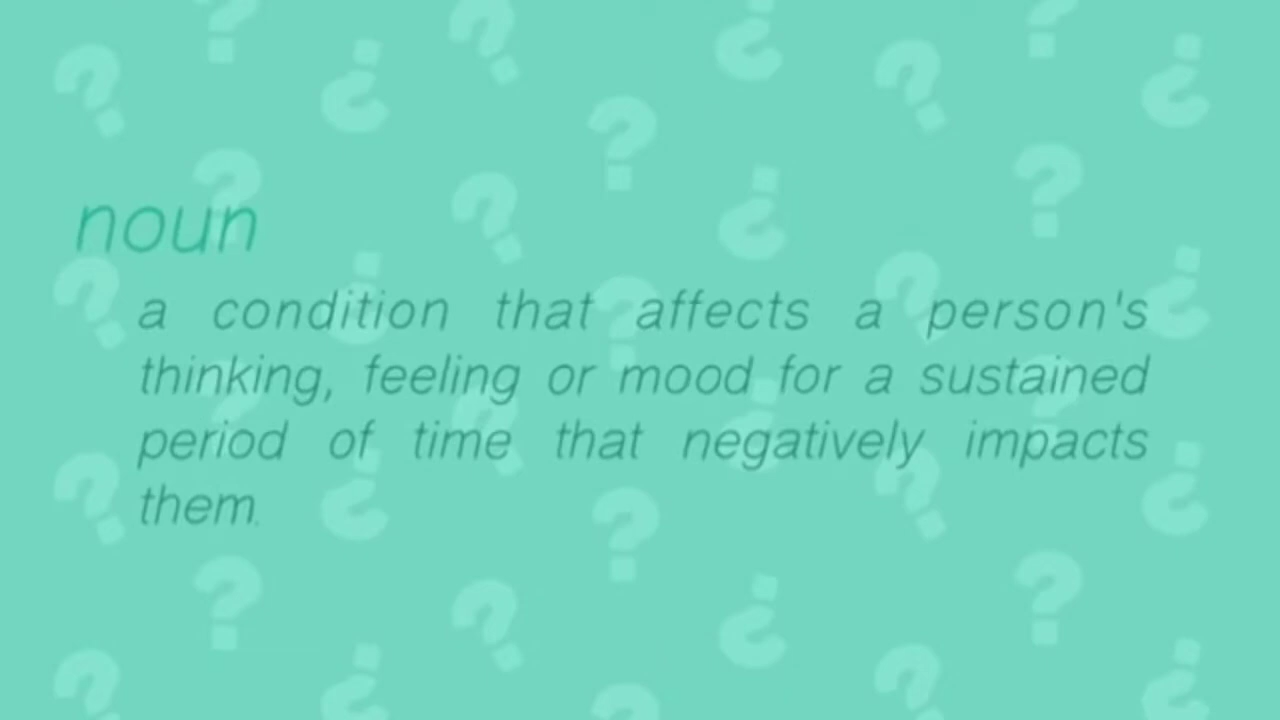 noun
a condition that affects a person's
thinking, feeling or mood for a sustained
period of time that negatively impacts
them.